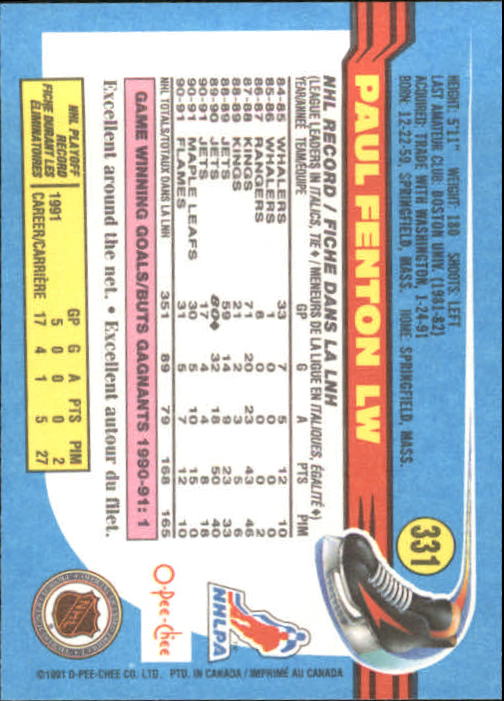 331
PAUL FENTON LW
HEIGHT: 5'11" WEIGHT: 180 SHOOTS: LEFT
LAST AMATEUR CLUB: BOSTON UNIV. (1981-82)
ACQUIRED: TRADE WITH WASHINGTON, 1-24-91
BORN: 12-22-59, SPRINGFIELD, MASS. HOME: SPRINGFIELD, MASS.
NHL RECORD / FICHE DANS LA LNH
(LEAGUE LEADERS IN ITALICS, TIE♦ / MENEURS DE LA LIGUE EN ITALIQUES, ÉGALITÉ♦)
YEAR/ANNÉE TEAM/ÉQUIPE GP G A PTS PIM
84-85 WHALERS 33 7 5 12 10
85-86 WHALERS 1 0 0 0 0
86-87 RANGERS 8 0 0 0 2
87-88 KINGS 71 20 23 43 46
88-89 KINGS 21 2 3 5 6
88-89 JETS 59 14 9 23 33
89-90 JETS 80♦ 32 18 50 40
90-91 JETS 17 4 4 8 18
90-91 MAPLE LEAFS 30 5 10 15 0
90-91 FLAMES 31 5 7 12 10
NHL TOTALS/TOTAUX DANS LA LNH 351 89 79 168 165
GAME WINNING GOALS/BUTS GAGNANTS 1990-91: 1
Excellent around the net. • Excellent autour du filet.
NHL PLAYOFF RECORD
FICHE DURANT LES ÉLIMINATOIRES
GP G A PTS PIM
1991 5 0 0 0 2
CAREER/CARRIÈRE 17 4 1 5 27
NHLPA
O-Pee-Chee
NHL
©1991 O-PEE-CHEE CO. LTD. PTD. IN CANADA / IMPRIMÉ AU CANADA